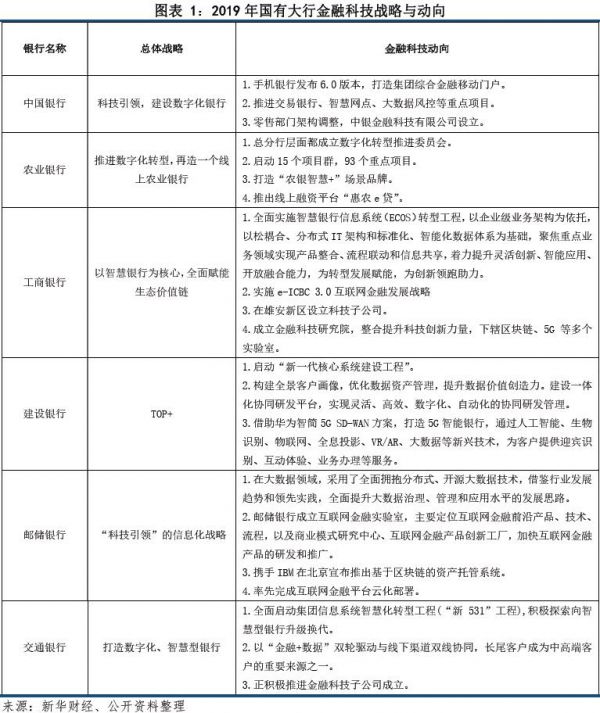 图表 1：2019 年国有大行金融科技战略与动向
银行名称
总体战略
金融科技动向
中国银行
科技引领，建设数字化银行
1.手机银行发布 6.0 版本，打造集团综合金融移动门户。
2.推进交易银行、智慧网点、大数据风控等重点项目。
3.零售部门架构调整，中银金融科技有限公司设立。
农业银行
推进数字化转型，再造一个线
上农业银行
1.总分行层面都成立数字化转型推进委员会。
2.启动 15 个项目群，93 个重点项目。
3.打造“农银智慧+”场景品牌。
4.推出线上融资平台“惠农 e 贷”。
工商银行
以智慧银行为核心，全面赋能
生态价值链
1.全面实施智慧银行信息系统(ECOS)转型工程，以企业级业务架构为依托，
以松耦合、分布式 IT 架构和标准化、智能化数据体系为基础，聚焦重点业
务领域实现产品整合、流程联动和信息共享，着力提升灵活创新、智能应用、
开放融合能力，为转型发展赋能，为创新领跑助力。
2.实施 e-ICBC 3.0 互联网金融发展战略
3.在雄安新区设立科技子公司。
4.成立金融科技研究院，整合提升科技创新力量，下辖区块链、5G 等多个
实验室。
建设银行
TOP+
1.启动“新一代核心系统建设工程”。
2.构建全景客户画像，优化数据资产管理，提升数据价值创造力。建设一体
化协同研发平台，实现灵活、高效、数字化、自动化的协同研发管理。
3.借助华为智简 5G SD-WAN 方案，打造 5G 智能银行，通过人工智能、生物
识别、物联网、全息投影、VR/AR、大数据等新兴技术，为客户提供迎宾识
别、互动体验、业务办理等服务。
邮储银行
“科技引领”的信息化战略
1.在大数据领域，采用了全面拥抱分布式、开源大数据技术，借鉴行业发展
趋势和领先实践，全面提升大数据治理、管理和应用水平的发展思路。
2.邮储银行成立互联网金融实验室，主要定位互联网金融前沿产品、技术、
流程，以及商业模式研究中心、互联网金融产品创新工厂，加快互联网金融
产品的研发和推广。
3.携手 IBM 在北京宣布推出基于区块链的资产托管系统。
4.率先完成互联网金融平台云化部署。
交通银行
打造数字化、智慧型银行
1.全面启动集团信息系统智慧化转型工程(“新 531”工程),积极探索向智
慧型银行升级换代。
2.以“金融+数据”双轮驱动与线下渠道双线协同，长尾客户成为中高端客
户的重要来源之一。
3.正积极推进金融科技子公司成立。
来源：新华财经、公开资料整理